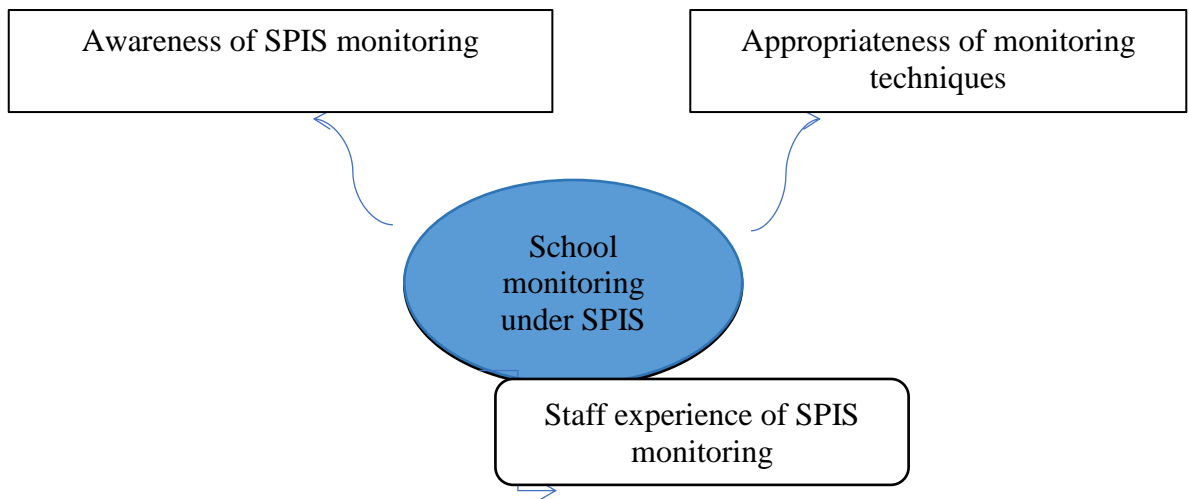 Awareness of SPIS monitoring
Appropriateness of monitoring
techniques
School
monitoring
under SPIS
Staff experience of SPIS
monitoring